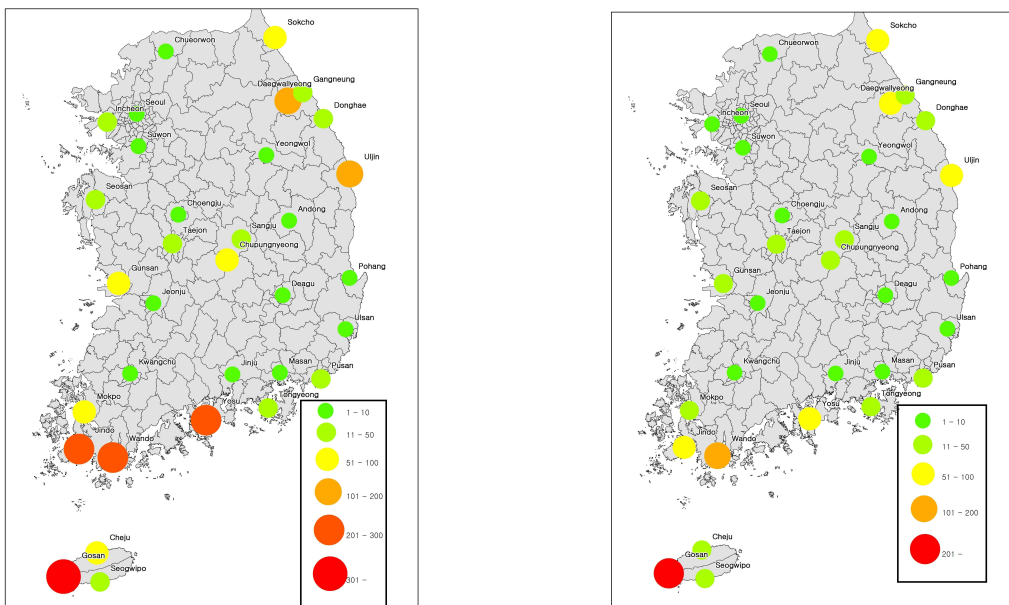 Sokcho
Chueorwon
Gangneung
Daegwallyeong
Donghae
Seoul
Incheon
Suwon
Yeongwol
Uljin
Seosan
Choengju
Andong
Sangju
Taejon
Chupungnyeong
Gunsan
Pohang
Deagu
Jeonju
Ulsan
Kwangchu
Jinju
Masan
Pusan
Mokpo
Yosu
Tongyeong
Jindo
Wando
Cheju
Gosan
Seogwipo
1 - 10
11 - 50
51 - 100
101 - 200
201 - 300
301 -
Sokcho
Chueorwon
Gangneung
Daegwallyeong
Donghae
Seoul
Incheon
Suwon
Yeongwol
Uljin
Seosan
Choengju
Andong
Sangju
Taejon
Chupungnyeong
Gunsan
Pohang
Deagu
Jeonju
Ulsan
Kwangchu
Jinju
Masan
Pusan
Mokpo
Yosu
Tongyeong
Jindo
Wando
Cheju
Gosan
Seogwipo
1 - 10
11 - 50
51 - 100
101 - 200
201 -